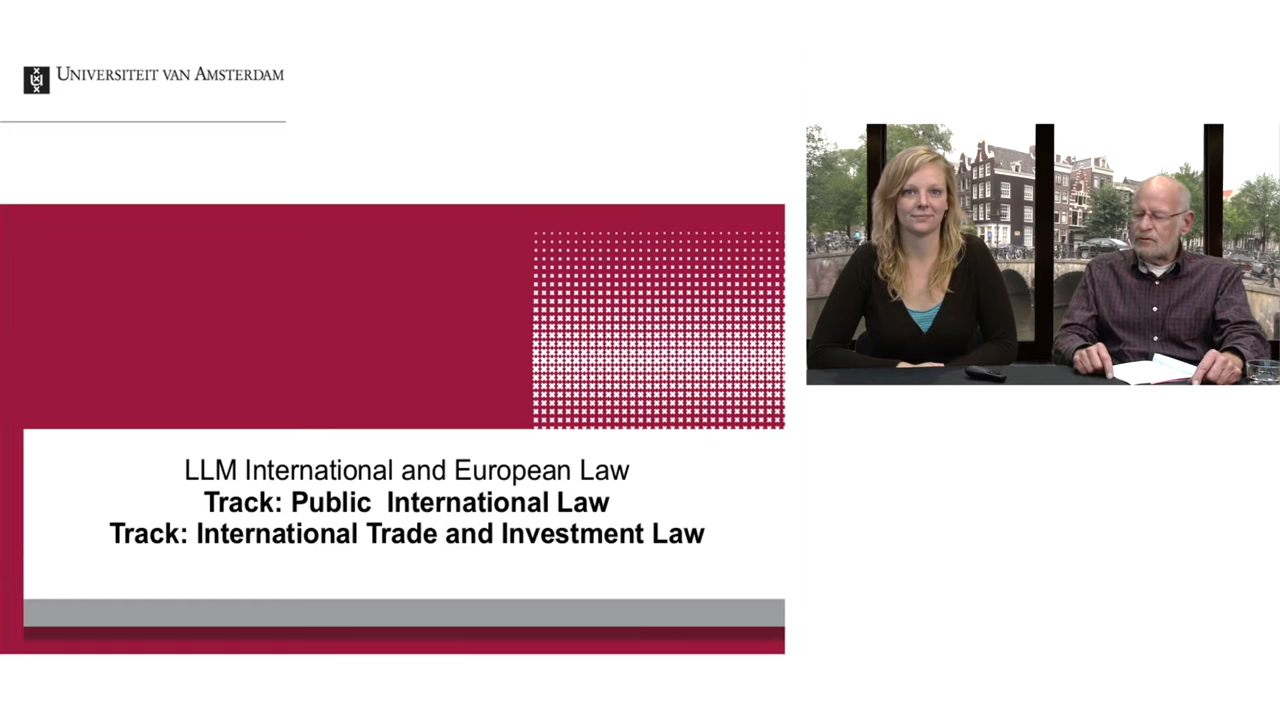 UNIVERSITEIT VAN AMSTERDAM
LLM International and European Law
Track: Public  International Law
Track: International Trade and Investment Law